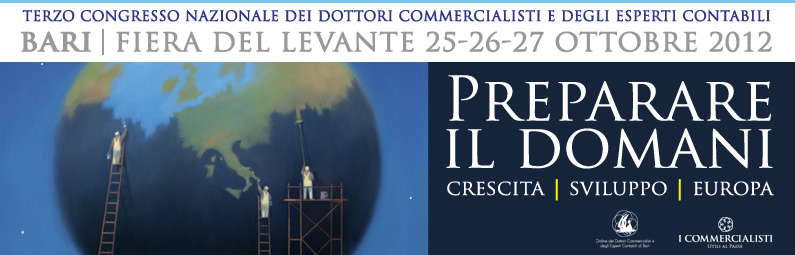 TERZO CONGRESSO NAZIONALE DEI DOTTORI COMMERCIALISTI E DEGLI ESPERTI CONTABILI
BARI | FIERA DEL LEVANTE 25-26-27 OTTOBRE 2012
PREPARARE
IL DOMANI
CRESCITA | SVILUPPO | EUROPA
Ordine dei Dottori Commercialisti e
degli Esperti Contabili di Bari
I COMMERCIALISTI
UTILI AL PAESE